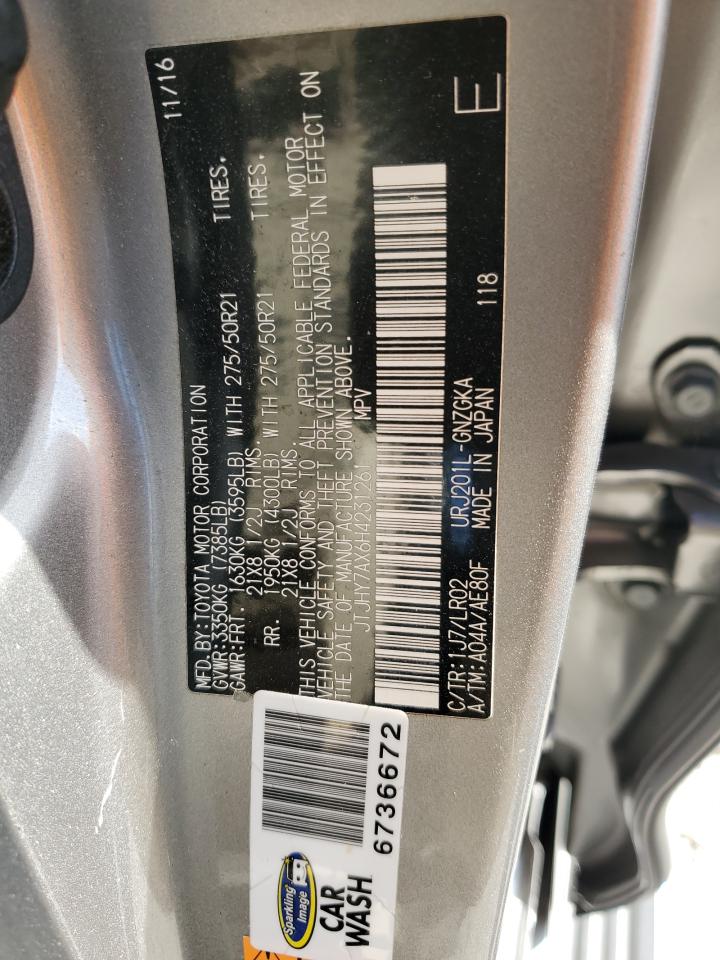 MFD.BY:TOYOTA MOTOR CORPORATION 11/16
GVWR:3350KG (7385LB)
GAWR:FRT. 1630KG (3595LB) WITH 275/50R21 TIRES.
21X8 1/2J RIMS.
RR. 1950KG (4300LB) WITH 275/50R21 TIRES.
21X8 1/2J RIMS.
THIS VEHICLE CONFORMS TO ALL APPLICABLE FEDERAL MOTOR
VEHICLE SAFETY AND THEFT PREVENTION STANDARDS IN EFFECT ON
THE DATE OF MANUFACTURE SHOWN ABOVE.
JTJHY7AX6H4231261 MPV
C/TR:1J7/LR02 URJ201L-GNZGKA 118
A/TM:A04A/AE80F MADE IN JAPAN E
6736672
Sparkling
Image
CAR
WASH